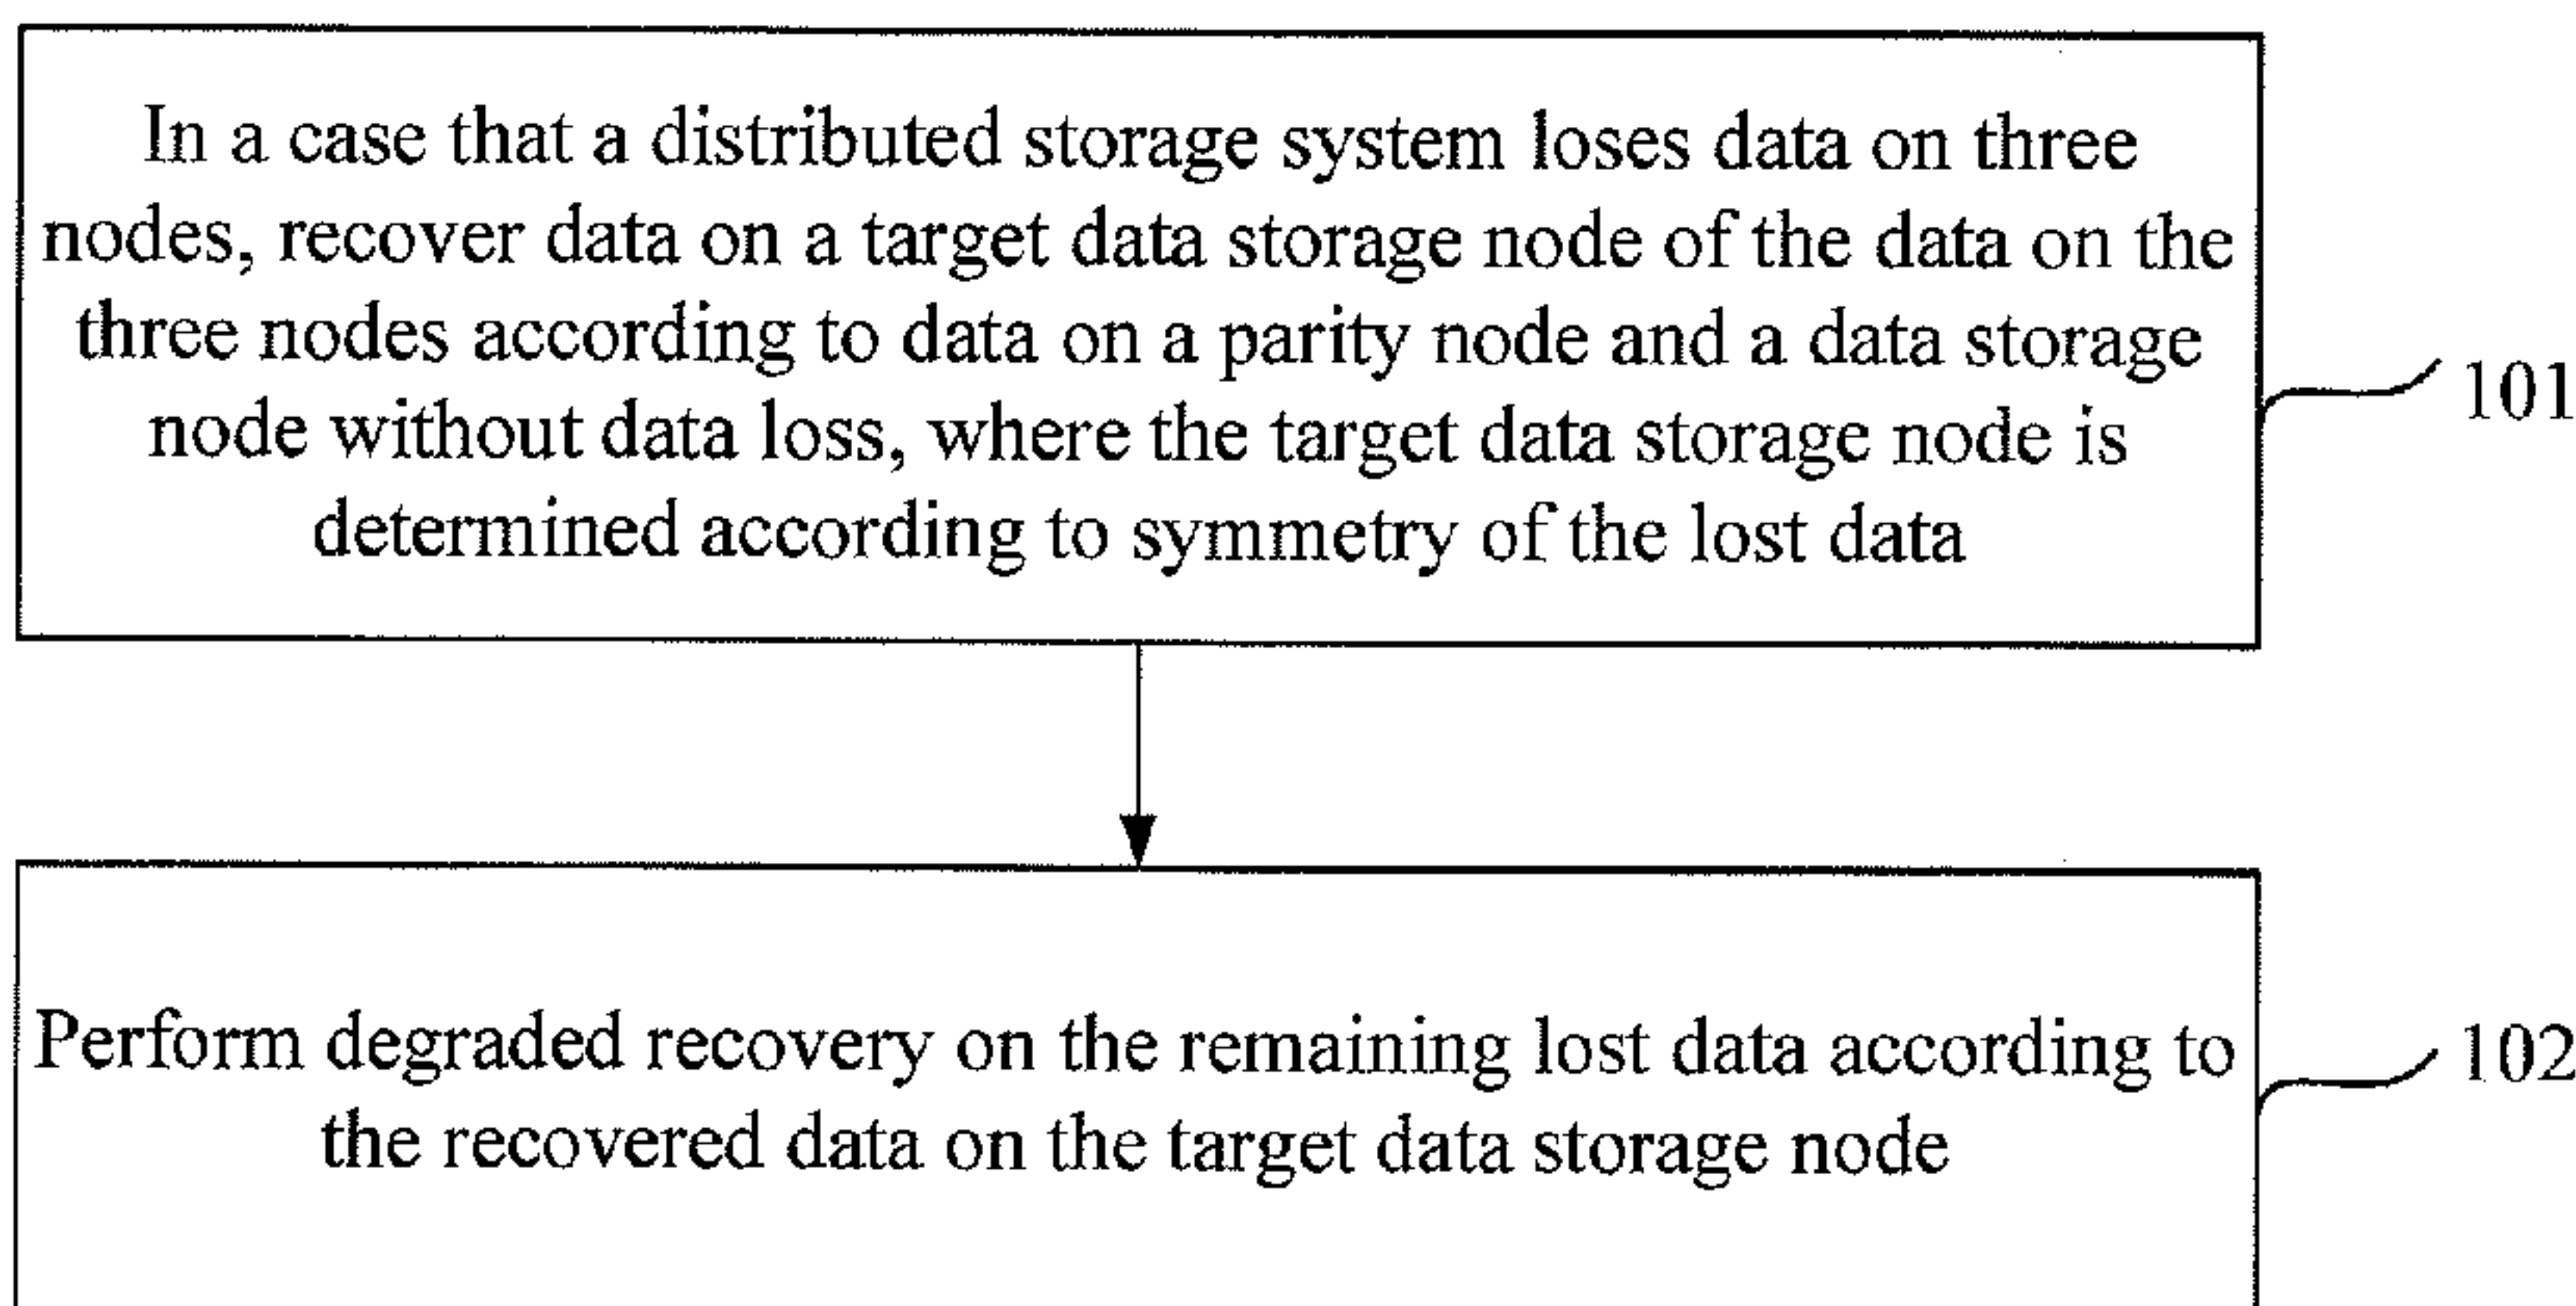 In a case that a distributed storage system loses data on three
nodes, recover data on a target data storage node of the data on the
three nodes according to data on a parity node and a data storage
node without data loss, where the target data storage node is
determined according to symmetry of the lost data
101
Perform degraded recovery on the remaining lost data according to
the recovered data on the target data storage node
102